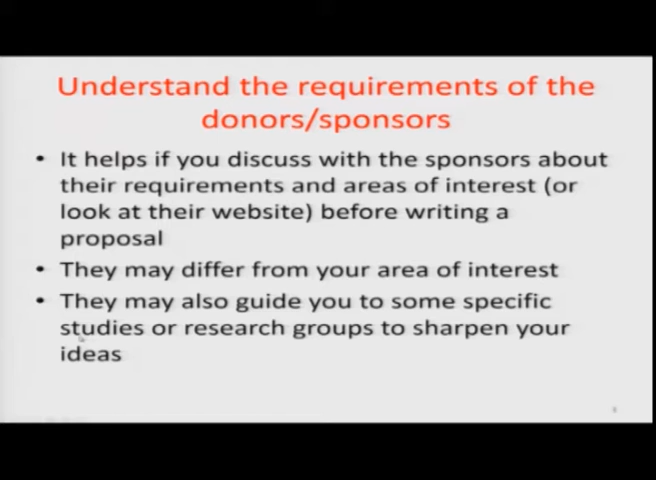 Understand the requirements of the
donors/sponsors
• It helps if you discuss with the sponsors about
their requirements and areas of interest (or
look at their website) before writing a
proposal
• They may differ from your area of interest
• They may also guide you to some specific
studies or research groups to sharpen your
ideas